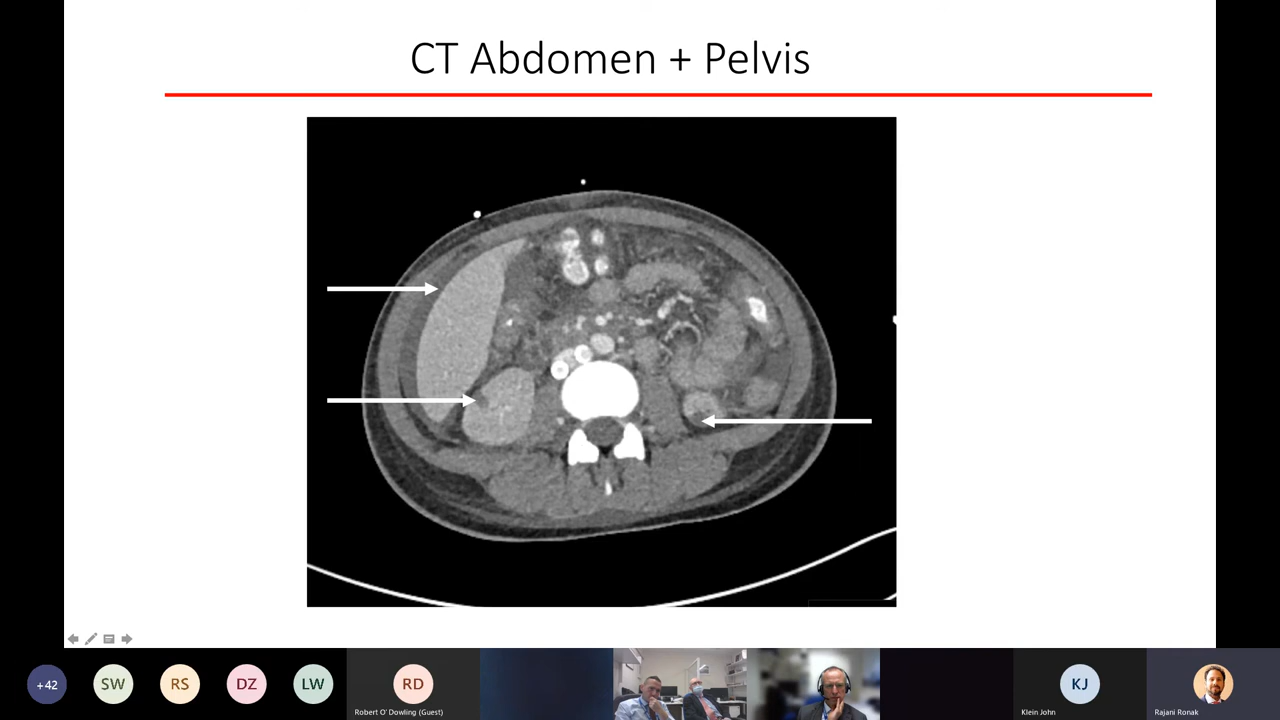 CT Abdomen + Pelvis
+42
SW
RS
DZ
LW
RD
KJ
Robert O' Dowling (Guest)
Klein John
Rajani Ronak